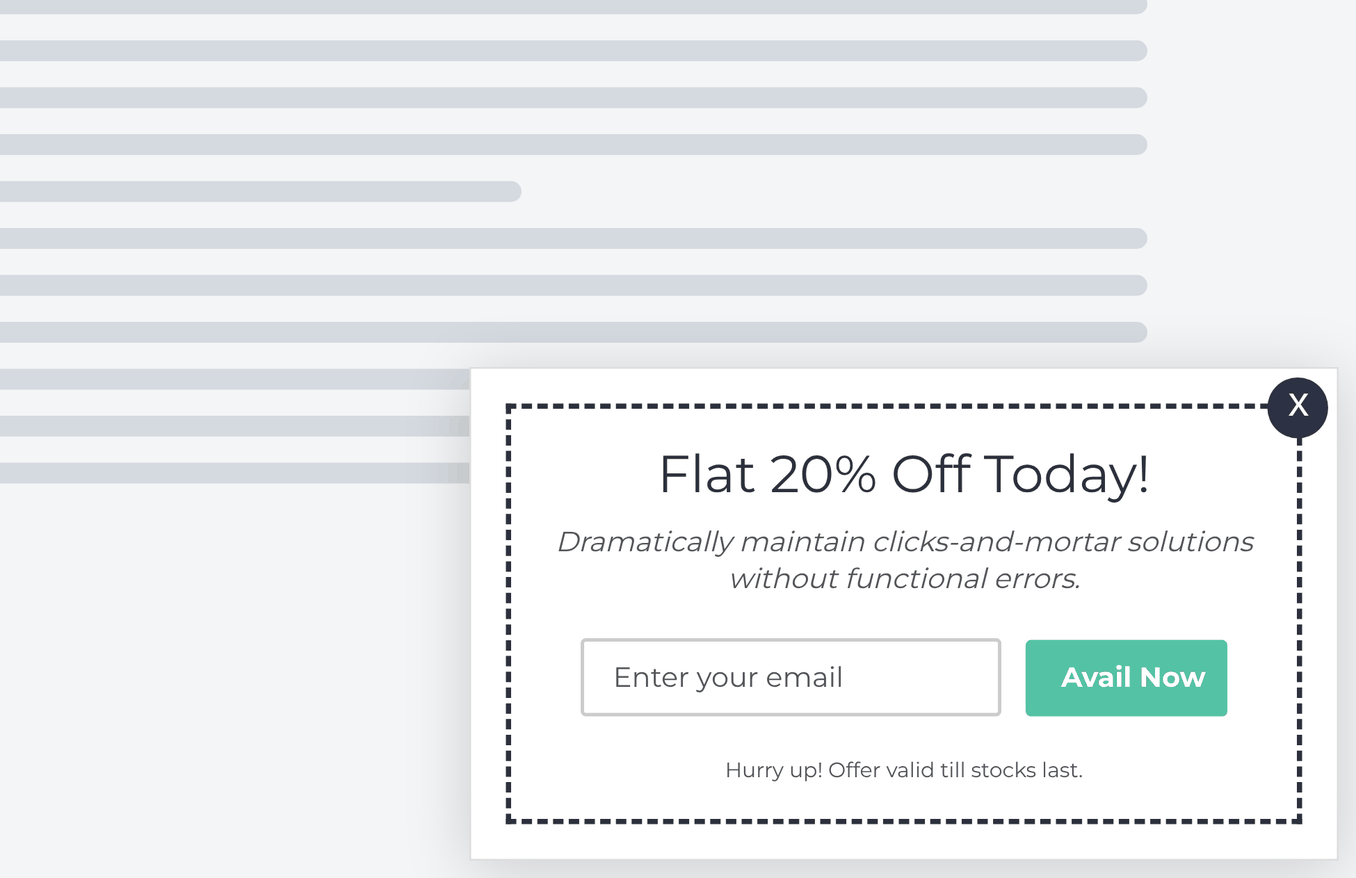 X
Flat 20% Off Today!
Dramatically maintain clicks-and-mortar solutions
without functional errors.
Enter your email
Avail Now
Hurry up! Offer valid till stocks last.